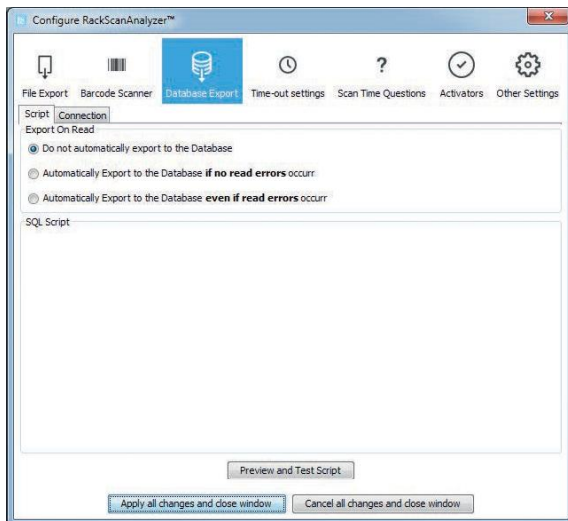 Configure RackScanAnalyzer™
File Export Barcode Scanner Database Export Time-out settings Scan Time Questions Activators Other Settings
Script Connection
Export On Read
Do not automatically export to the Database
Automatically Export to the Database if no read errors occurr
Automatically Export to the Database even if read errors occurr
SQL Script
Preview and Test Script
Apply all changes and close window Cancel all changes and close window